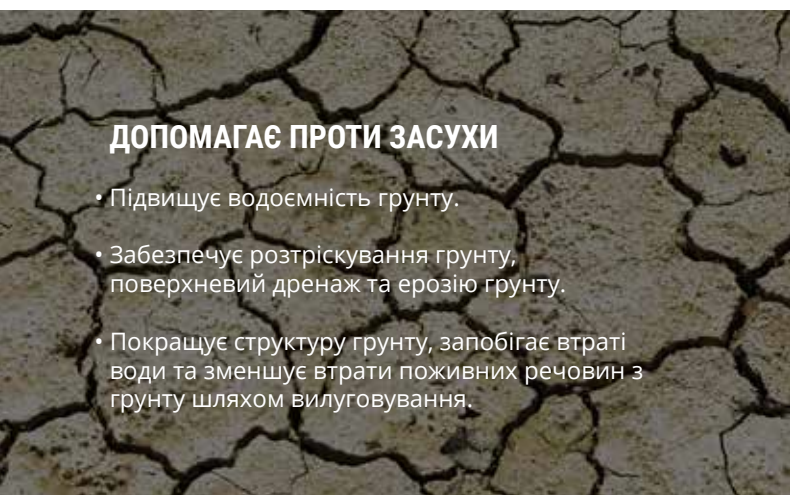 ДОПОМАГАЄ ПРОТИ ЗАСУХИ
• Підвищує водоємність грунту.
• Забезпечує розтріскування грунту,
поверхневий дренаж та ерозію грунту.
• Покращує структуру грунту, запобігає втраті
води та зменшує втрати поживних речовин з
грунту шляхом вилуговування.